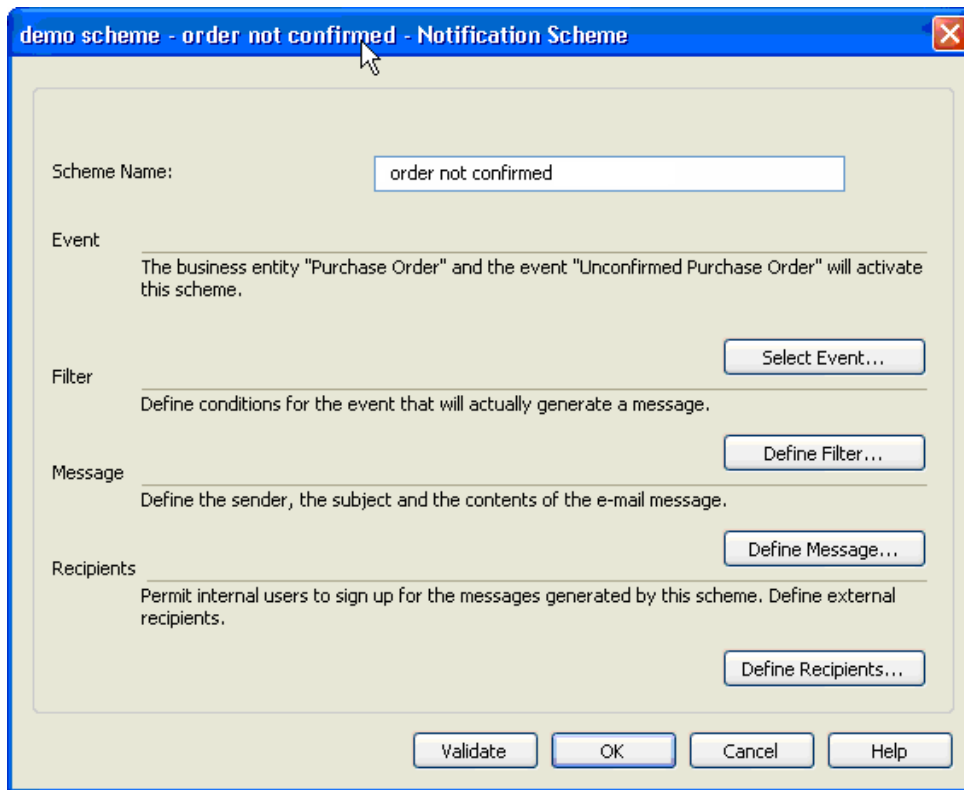 demo scheme - order not confirmed - Notification Scheme
Scheme Name:
order not confirmed
Event
The business entity "Purchase Order" and the event "Unconfirmed Purchase Order" will activate
this scheme.
Select Event...
Filter
Define conditions for the event that will actually generate a message.
Define Filter...
Message
Define the sender, the subject and the contents of the e-mail message.
Define Message...
Recipients
Permit internal users to sign up for the messages generated by this scheme. Define external
recipients.
Define Recipients...
Validate OK Cancel Help